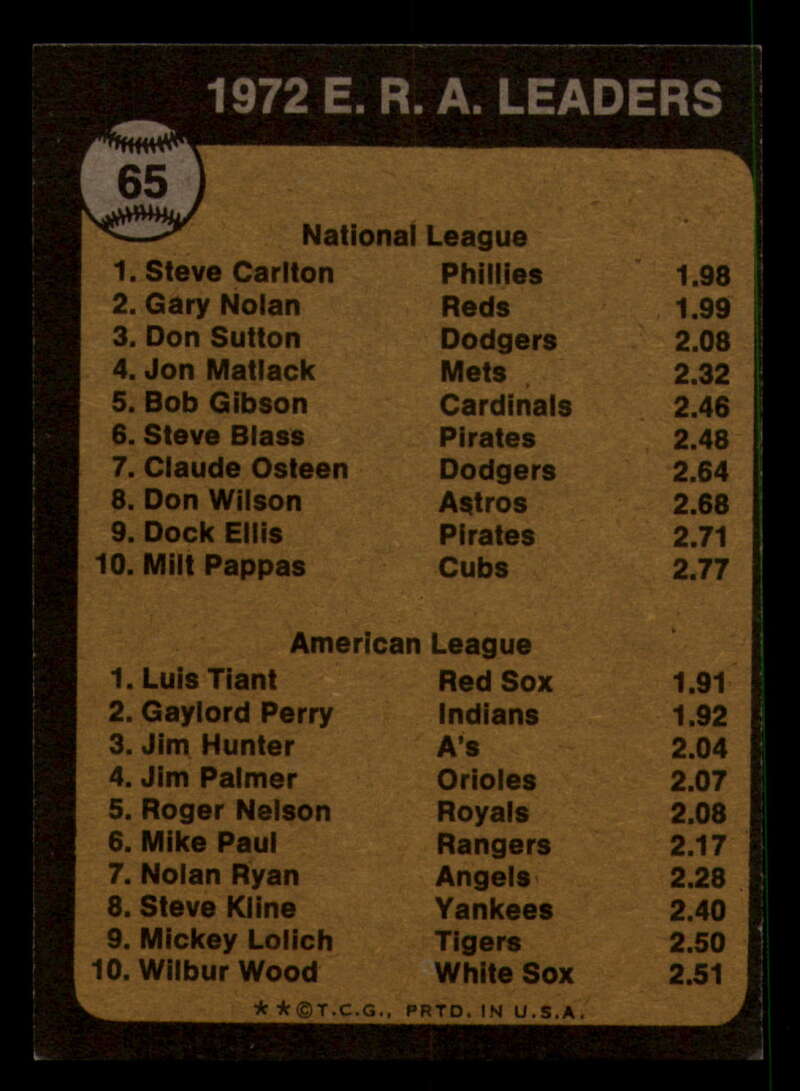 1972 E. R. A. LEADERS
65
National League
1. Steve Carlton Phillies 1.98
2. Gary Nolan Reds 1.99
3. Don Sutton Dodgers 2.08
4. Jon Matlack Mets 2.32
5. Bob Gibson Cardinals 2.46
6. Steve Blass Pirates 2.48
7. Claude Osteen Dodgers 2.64
8. Don Wilson Astros 2.68
9. Dock Ellis Pirates 2.71
10. Milt Pappas Cubs 2.77
American League
1. Luis Tiant Red Sox 1.91
2. Gaylord Perry Indians 1.92
3. Jim Hunter A's 2.04
4. Jim Palmer Orioles 2.07
5. Roger Nelson Royals 2.08
6. Mike Paul Rangers 2.17
7. Nolan Ryan Angels 2.28
8. Steve Kline Yankees 2.40
9. Mickey Lolich Tigers 2.50
10. Wilbur Wood White Sox 2.51
**©T.C.G., PRTD. IN U.S.A.